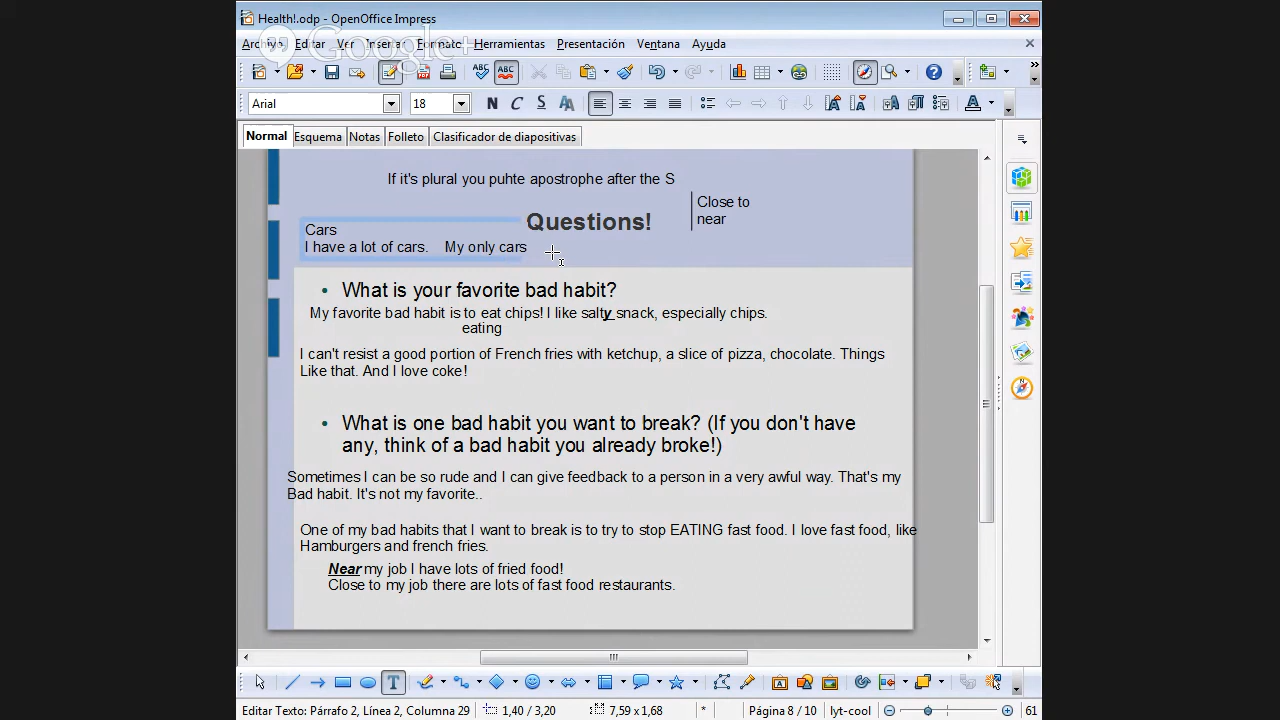 Health!.odp - OpenOffice Impress
Google+
Archivo Editar Ver Insertar Formato Herramientas Presentación Ventana Ayuda
ABC ABC
Arial 18 N C S
Normal Esquema Notas Folleto Clasificador de diapositivas
If it's plural you puhte apostrophe after the S
Close to
near
Questions!
Cars
I have a lot of cars. My only cars
• What is your favorite bad habit?
My favorite bad habit is to eat chips! I like salty snack, especially chips.
eating
I can't resist a good portion of French fries with ketchup, a slice of pizza, chocolate. Things
Like that. And I love coke!
• What is one bad habit you want to break? (If you don't have
any, think of a bad habit you already broke!)
Sometimes I can be so rude and I can give feedback to a person in a very awful way. That's my
Bad habit. It's not my favorite..
One of my bad habits that I want to break is to try to stop EATING fast food. I love fast food, like
Hamburgers and french fries.
Near my job I have lots of fried food!
Close to my job there are lots of fast food restaurants.
Editar Texto: Párrafo 2, Línea 2, Columna 29 1,40 / 3,20 7,59 x 1,68 * Página 8 / 10 lyt-cool 61